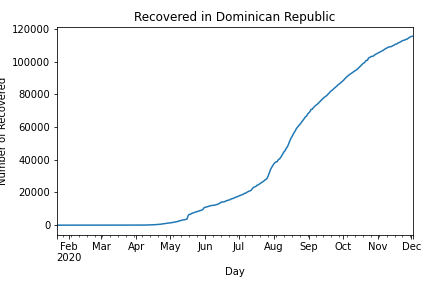 Recovered in Dominican Republic
Number of Recovered
120000
100000
80000
60000
40000
20000
0
Feb Mar Apr May Jun Jul Aug Sep Oct Nov Dec
2020
Day